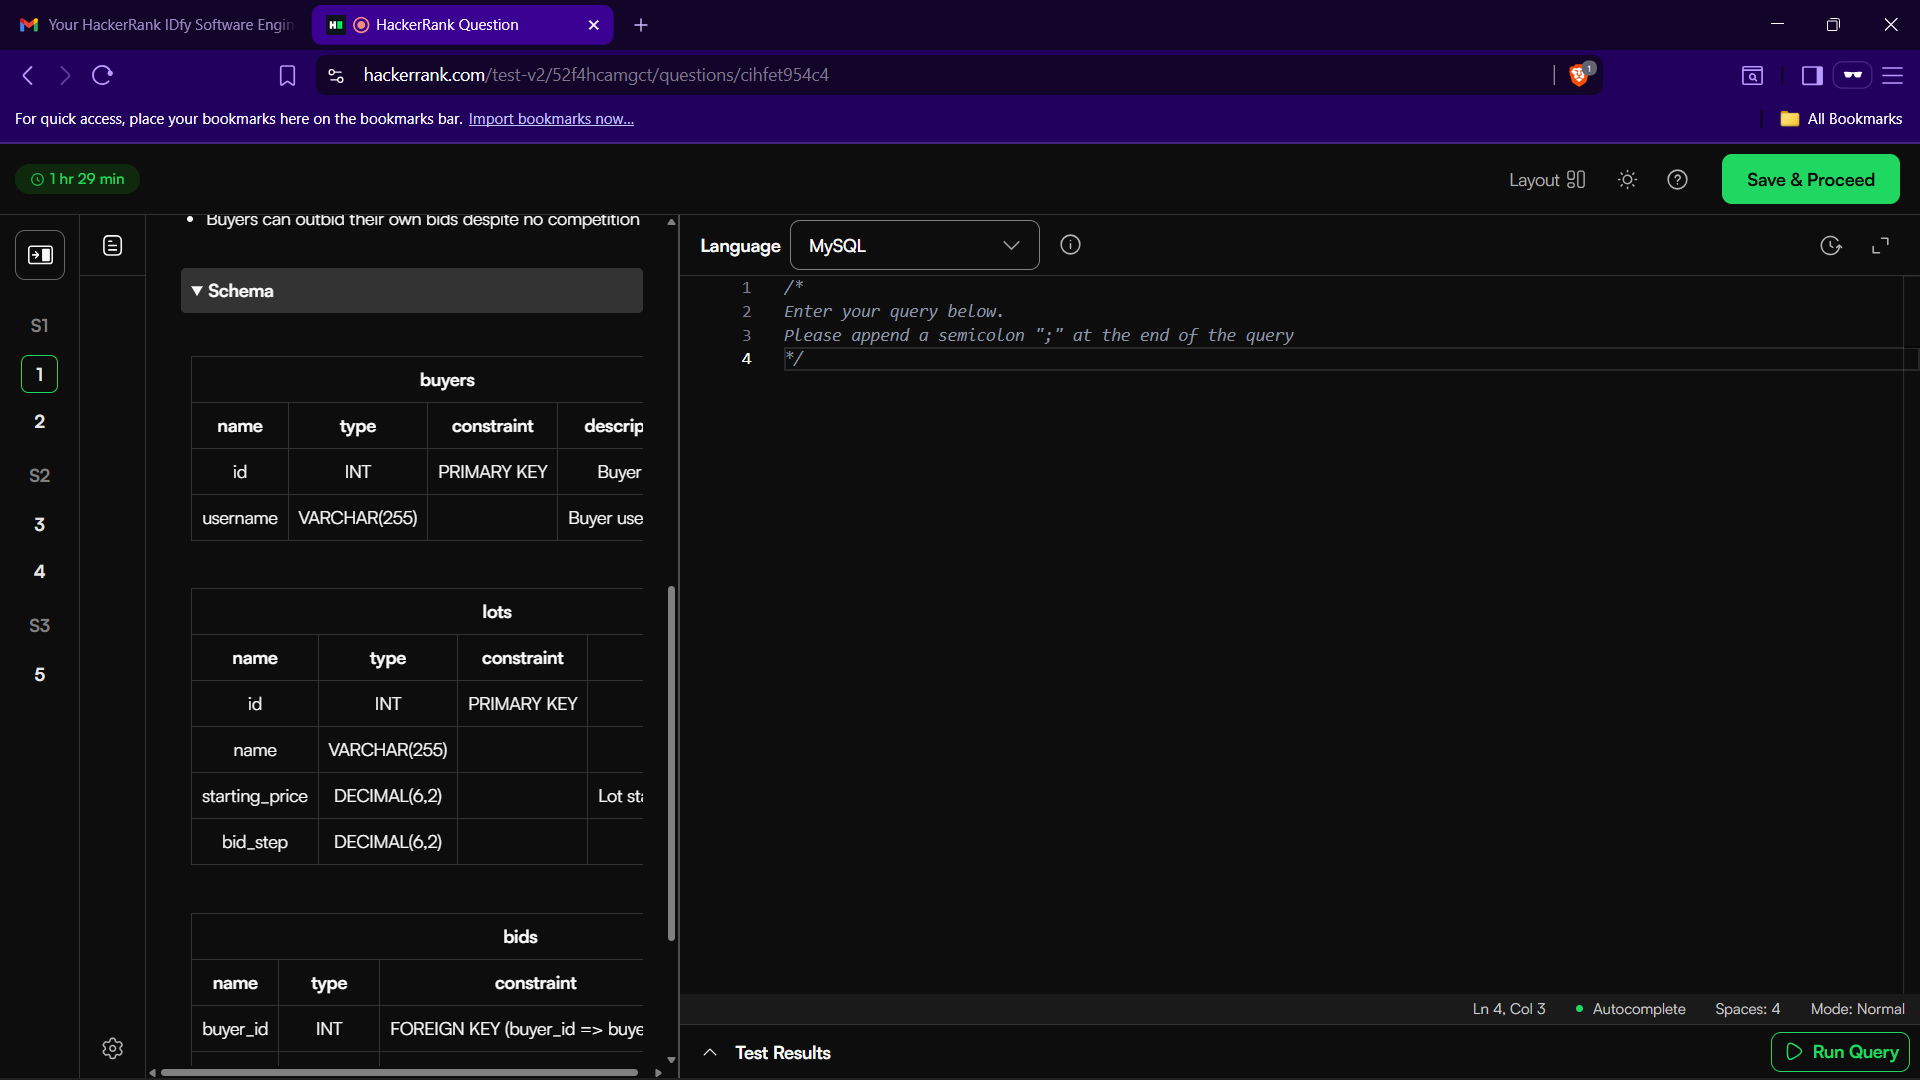 Your HackerRank IDfy Software Engin
HackerRank Question
hackerrank.com/test-v2/52f4hcamgct/questions/cihfet954c4
1
For quick access, place your bookmarks here on the bookmarks bar. Import bookmarks now...
All Bookmarks
1 hr 29 min
Layout
Save & Proceed
S1
1
2
S2
3
4
S3
5
Buyers can outbid their own bids despite no competition
Schema
buyers
name type constraint descrip
id INT PRIMARY KEY Buyer
username VARCHAR(255) Buyer use
lots
name type constraint
id INT PRIMARY KEY
name VARCHAR(255)
starting_price DECIMAL(6,2) Lot sta
bid_step DECIMAL(6,2)
bids
name type constraint
buyer_id INT FOREIGN KEY (buyer_id => buye
Language MySQL
1 /*
2 Enter your query below.
3 Please append a semicolon ";" at the end of the query
4 */
Ln 4, Col 3 Autocomplete Spaces: 4 Mode: Normal
Test Results
Run Query